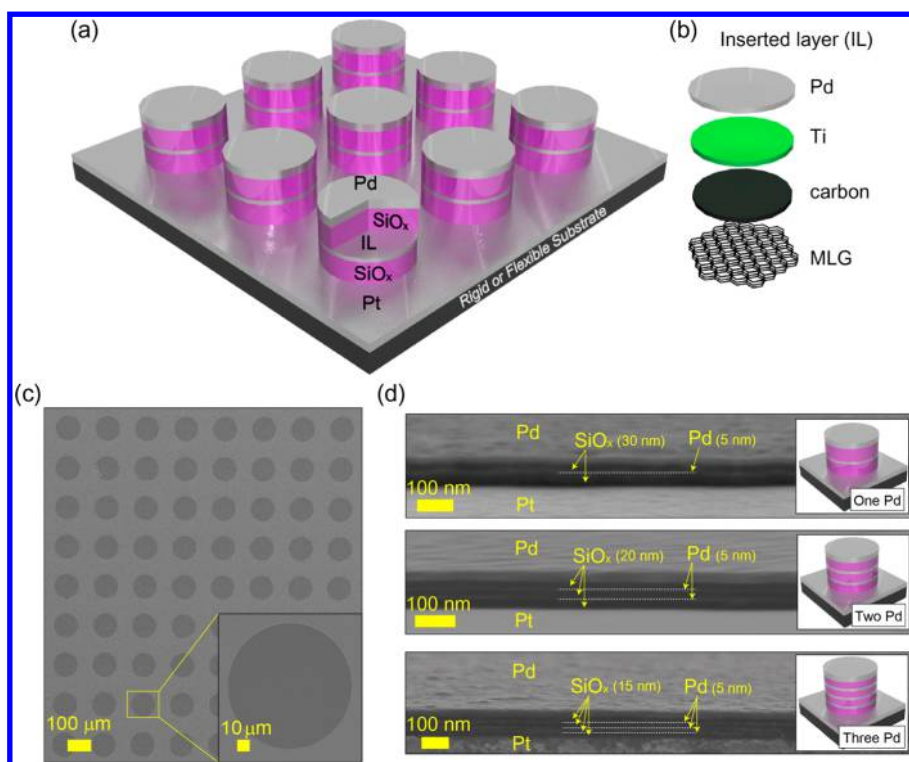 (a)
Pd
SiOₓ
IL
SiOₓ
Pt
Rigid or Flexible Substrate
(b)
Inserted layer (IL)
Pd
Ti
carbon
MLG
(c)
100 µm
10 µm
(d)
Pd
SiOₓ (30 nm)
Pd (5 nm)
100 nm
Pt
One Pd
Pd
SiOₓ (20 nm)
Pd (5 nm)
100 nm
Pt
Two Pd
Pd
SiOₓ (15 nm)
Pd (5 nm)
100 nm
Pt
Three Pd